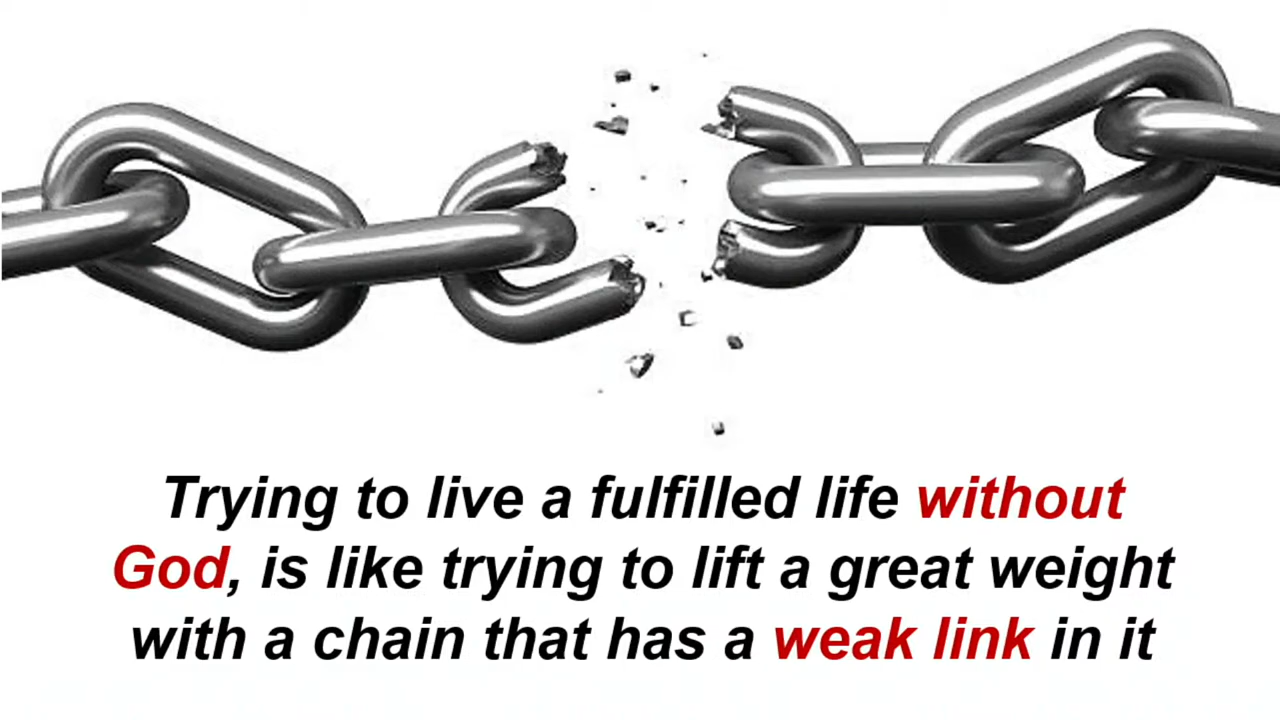 Trying to live a fulfilled life without
God, is like trying to lift a great weight
with a chain that has a weak link in it